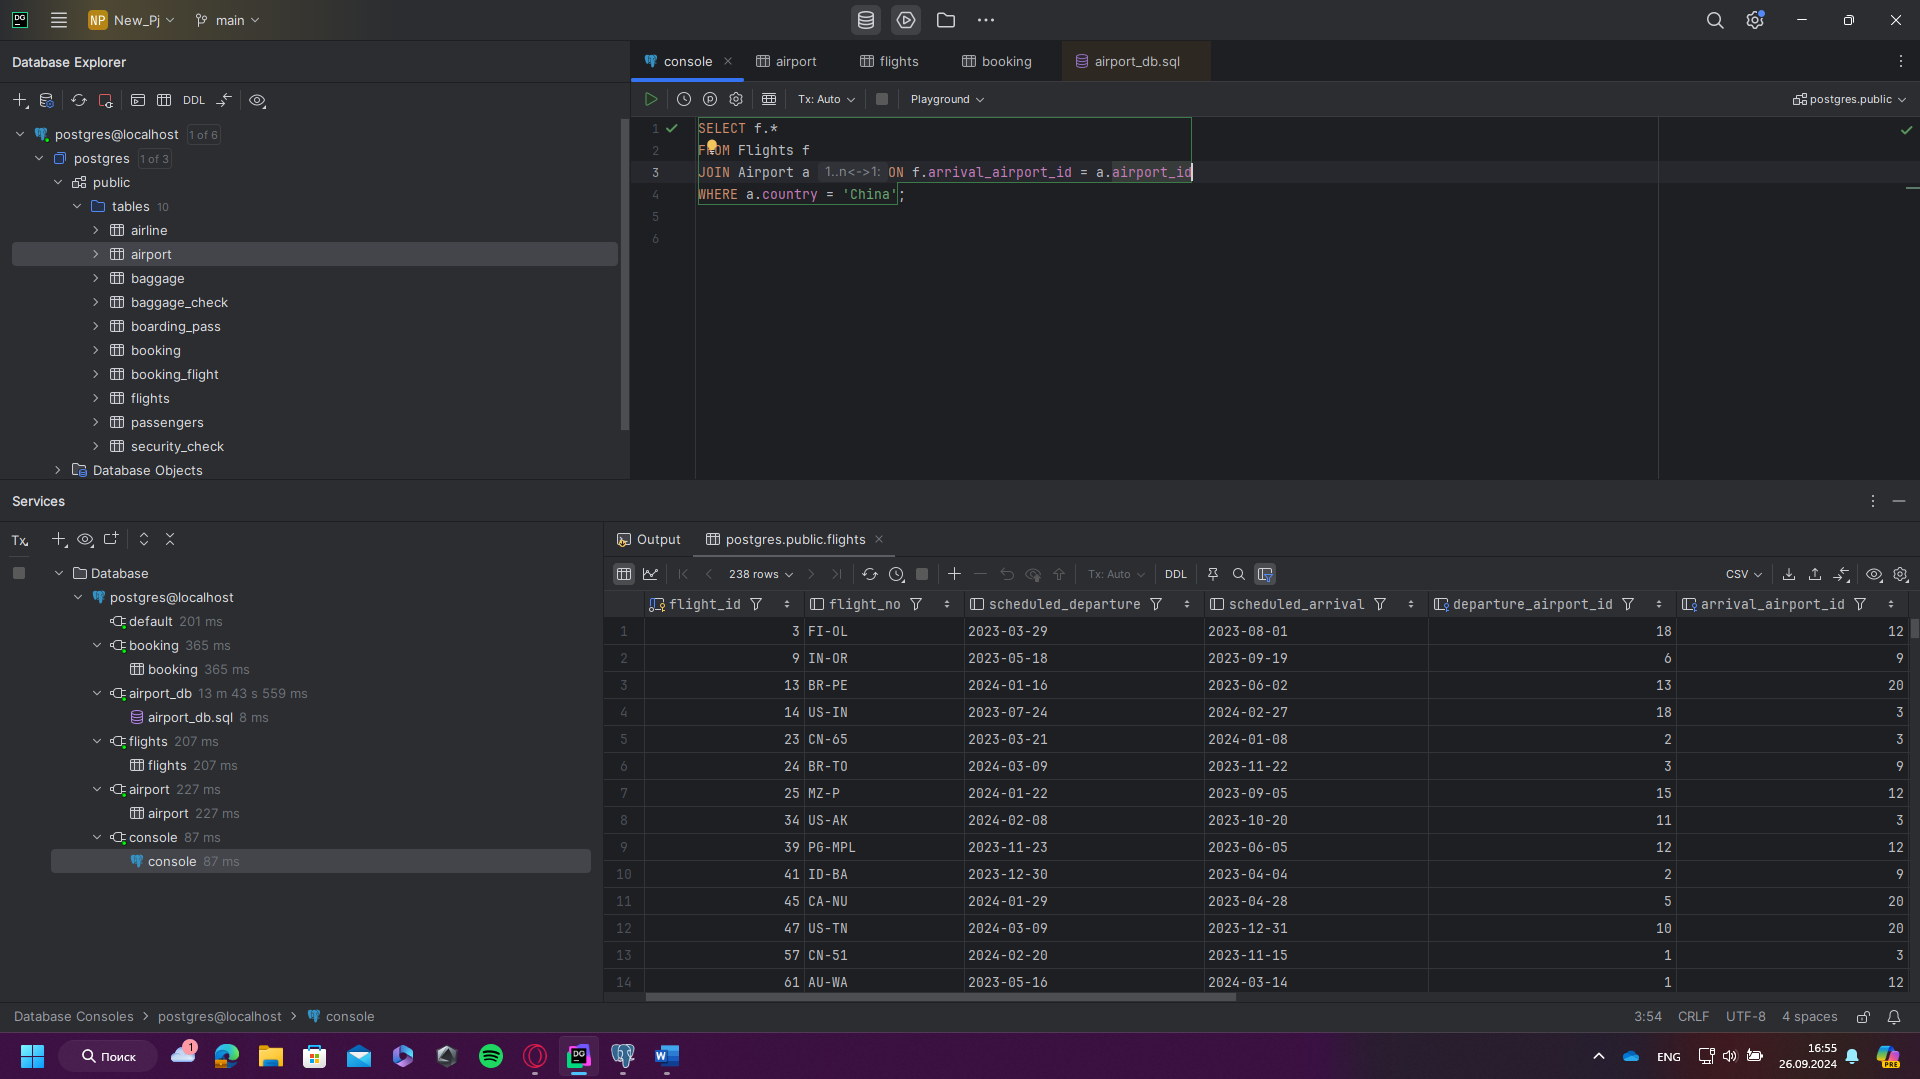 DG NP New_Pj main
Database Explorer
DDL
postgres@localhost 1 of 6
postgres 1 of 3
public
tables 10
airline
airport
baggage
baggage_check
boarding_pass
booking
booking_flight
flights
passengers
security_check
Database Objects
console airport flights booking airport_db.sql
Tx: Auto Playground postgres.public
1 SELECT f.*
2 FROM Flights f
3 JOIN Airport a 1..n<->1: ON f.arrival_airport_id = a.airport_id
4 WHERE a.country = 'China';
5
6
Services
Tx
Database
postgres@localhost
default 201 ms
booking 365 ms
booking 365 ms
airport_db 13 m 43 s 559 ms
airport_db.sql 8 ms
flights 207 ms
flights 207 ms
airport 227 ms
airport 227 ms
console 87 ms
console 87 ms
Output postgres.public.flights
238 rows Tx: Auto DDL CSV
flight_id flight_no scheduled_departure scheduled_arrival departure_airport_id arrival_airport_id
1 3 FI-OL 2023-03-29 2023-08-01 18 12
2 9 IN-OR 2023-05-18 2023-09-19 6 9
3 13 BR-PE 2024-01-16 2023-06-02 13 20
4 14 US-IN 2023-07-24 2024-02-27 18 3
5 23 CN-65 2023-03-21 2024-01-08 2 3
6 24 BR-TO 2024-03-09 2023-11-22 3 9
7 25 MZ-P 2024-01-22 2023-09-05 15 12
8 34 US-AK 2024-02-08 2023-10-20 11 3
9 39 PG-MPL 2023-11-23 2023-06-05 12 12
10 41 ID-BA 2023-12-30 2023-04-04 2 9
11 45 CA-NU 2024-01-29 2023-04-28 5 20
12 47 US-TN 2024-03-09 2023-12-31 10 20
13 57 CN-51 2024-02-20 2023-11-15 1 3
14 61 AU-WA 2023-05-16 2024-03-14 1 12
Database Consoles > postgres@localhost > console
3:54 CRLF UTF-8 4 spaces
Поиск 1 DG ENG 16:55
26.09.2024
PRE